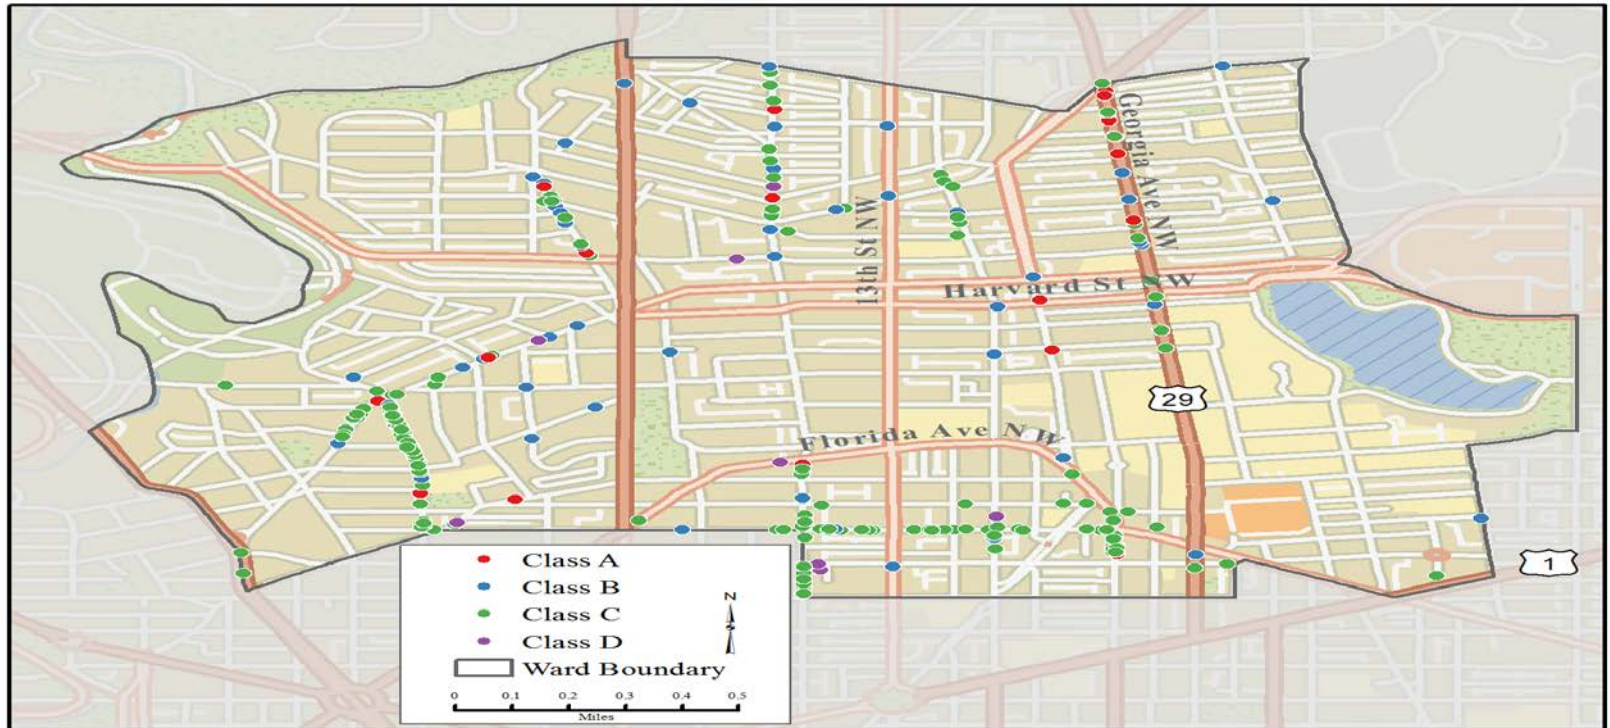 Georgia Ave NW
13th St NW
Harvard St NW
29
Florida Ave NW
1
Class A
Class B
Class C
Class D
Ward Boundary
N
S
0 0.1 0.2 0.3 0.4 0.5
Miles